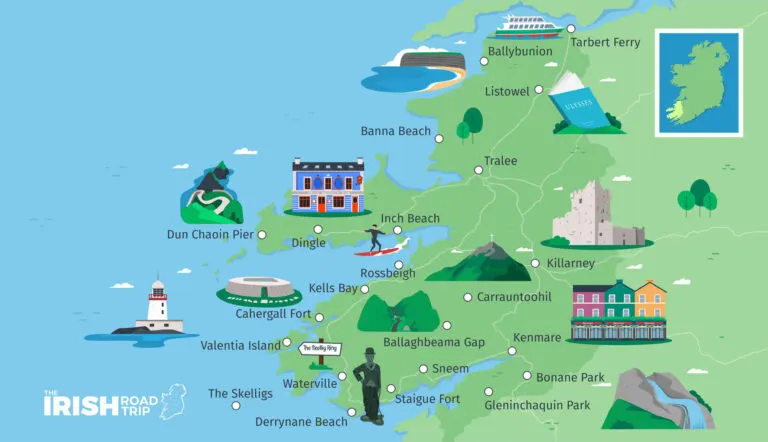 Tarbert Ferry
Ballybunion
Listowel
ULYSSES
Banna Beach
Tralee
Inch Beach
Dun Chaoin Pier
Dingle
Rossbeigh
Killarney
Kells Bay
Carrauntoohil
Cahergall Fort
Kenmare
Valentia Island
Ballaghbeama Gap
The Skellig Ring
Sneem
Waterville
Bonane Park
The Skelligs
Staigue Fort
Gleninchaquin Park
Derrynane Beach
THE
IRISH ROAD
TRIP